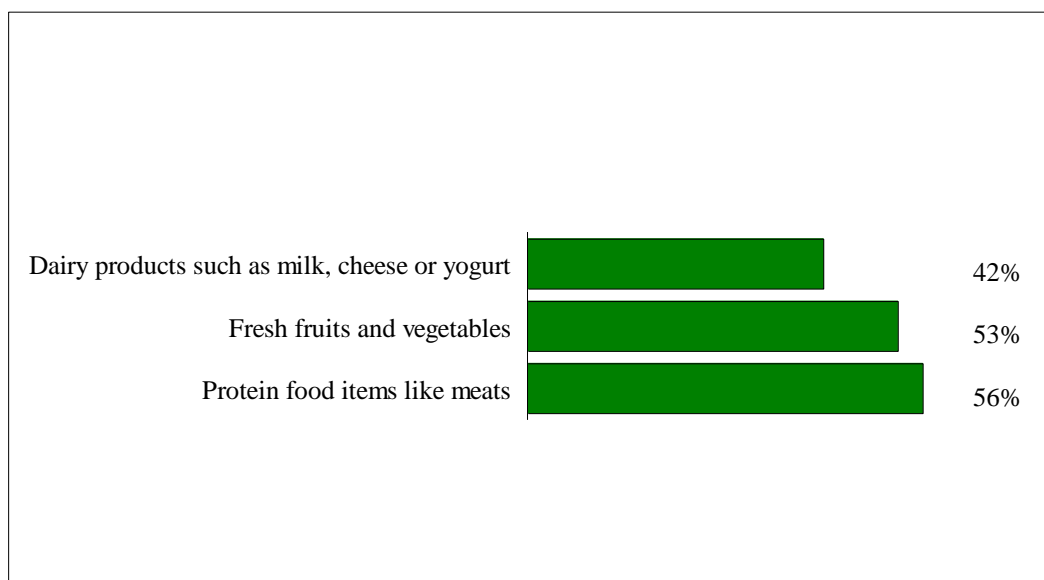 Dairy products such as milk, cheese or yogurt 42%
Fresh fruits and vegetables 53%
Protein food items like meats 56%